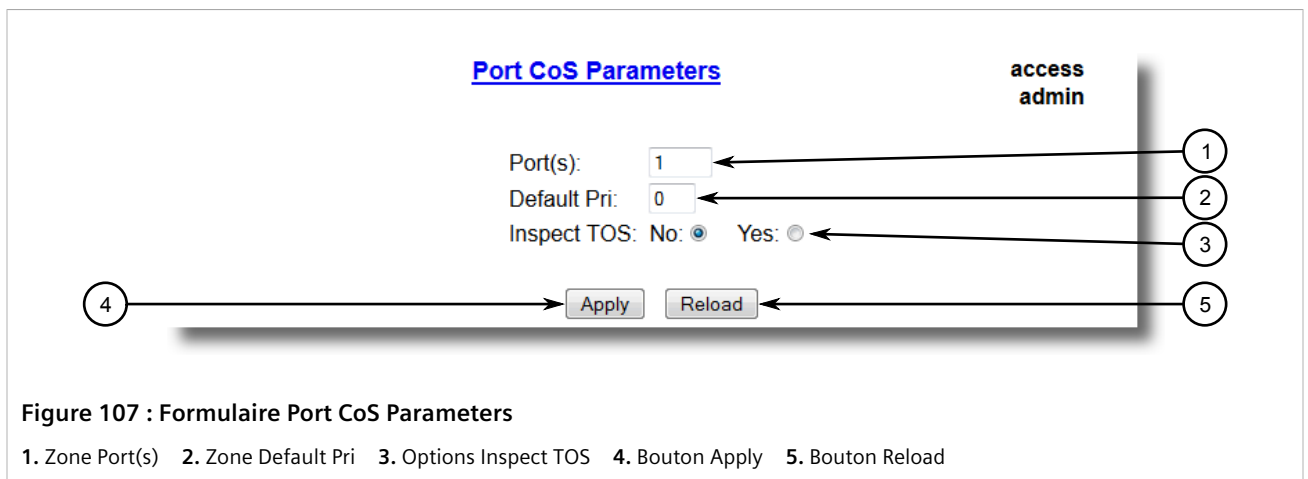 Port CoS Parameters
access
admin
Port(s): 1
1
Default Pri: 0
2
Inspect TOS: No: Yes:
3
4
Apply Reload
5
Figure 107 : Formulaire Port CoS Parameters
1. Zone Port(s) 2. Zone Default Pri 3. Options Inspect TOS 4. Bouton Apply 5. Bouton Reload